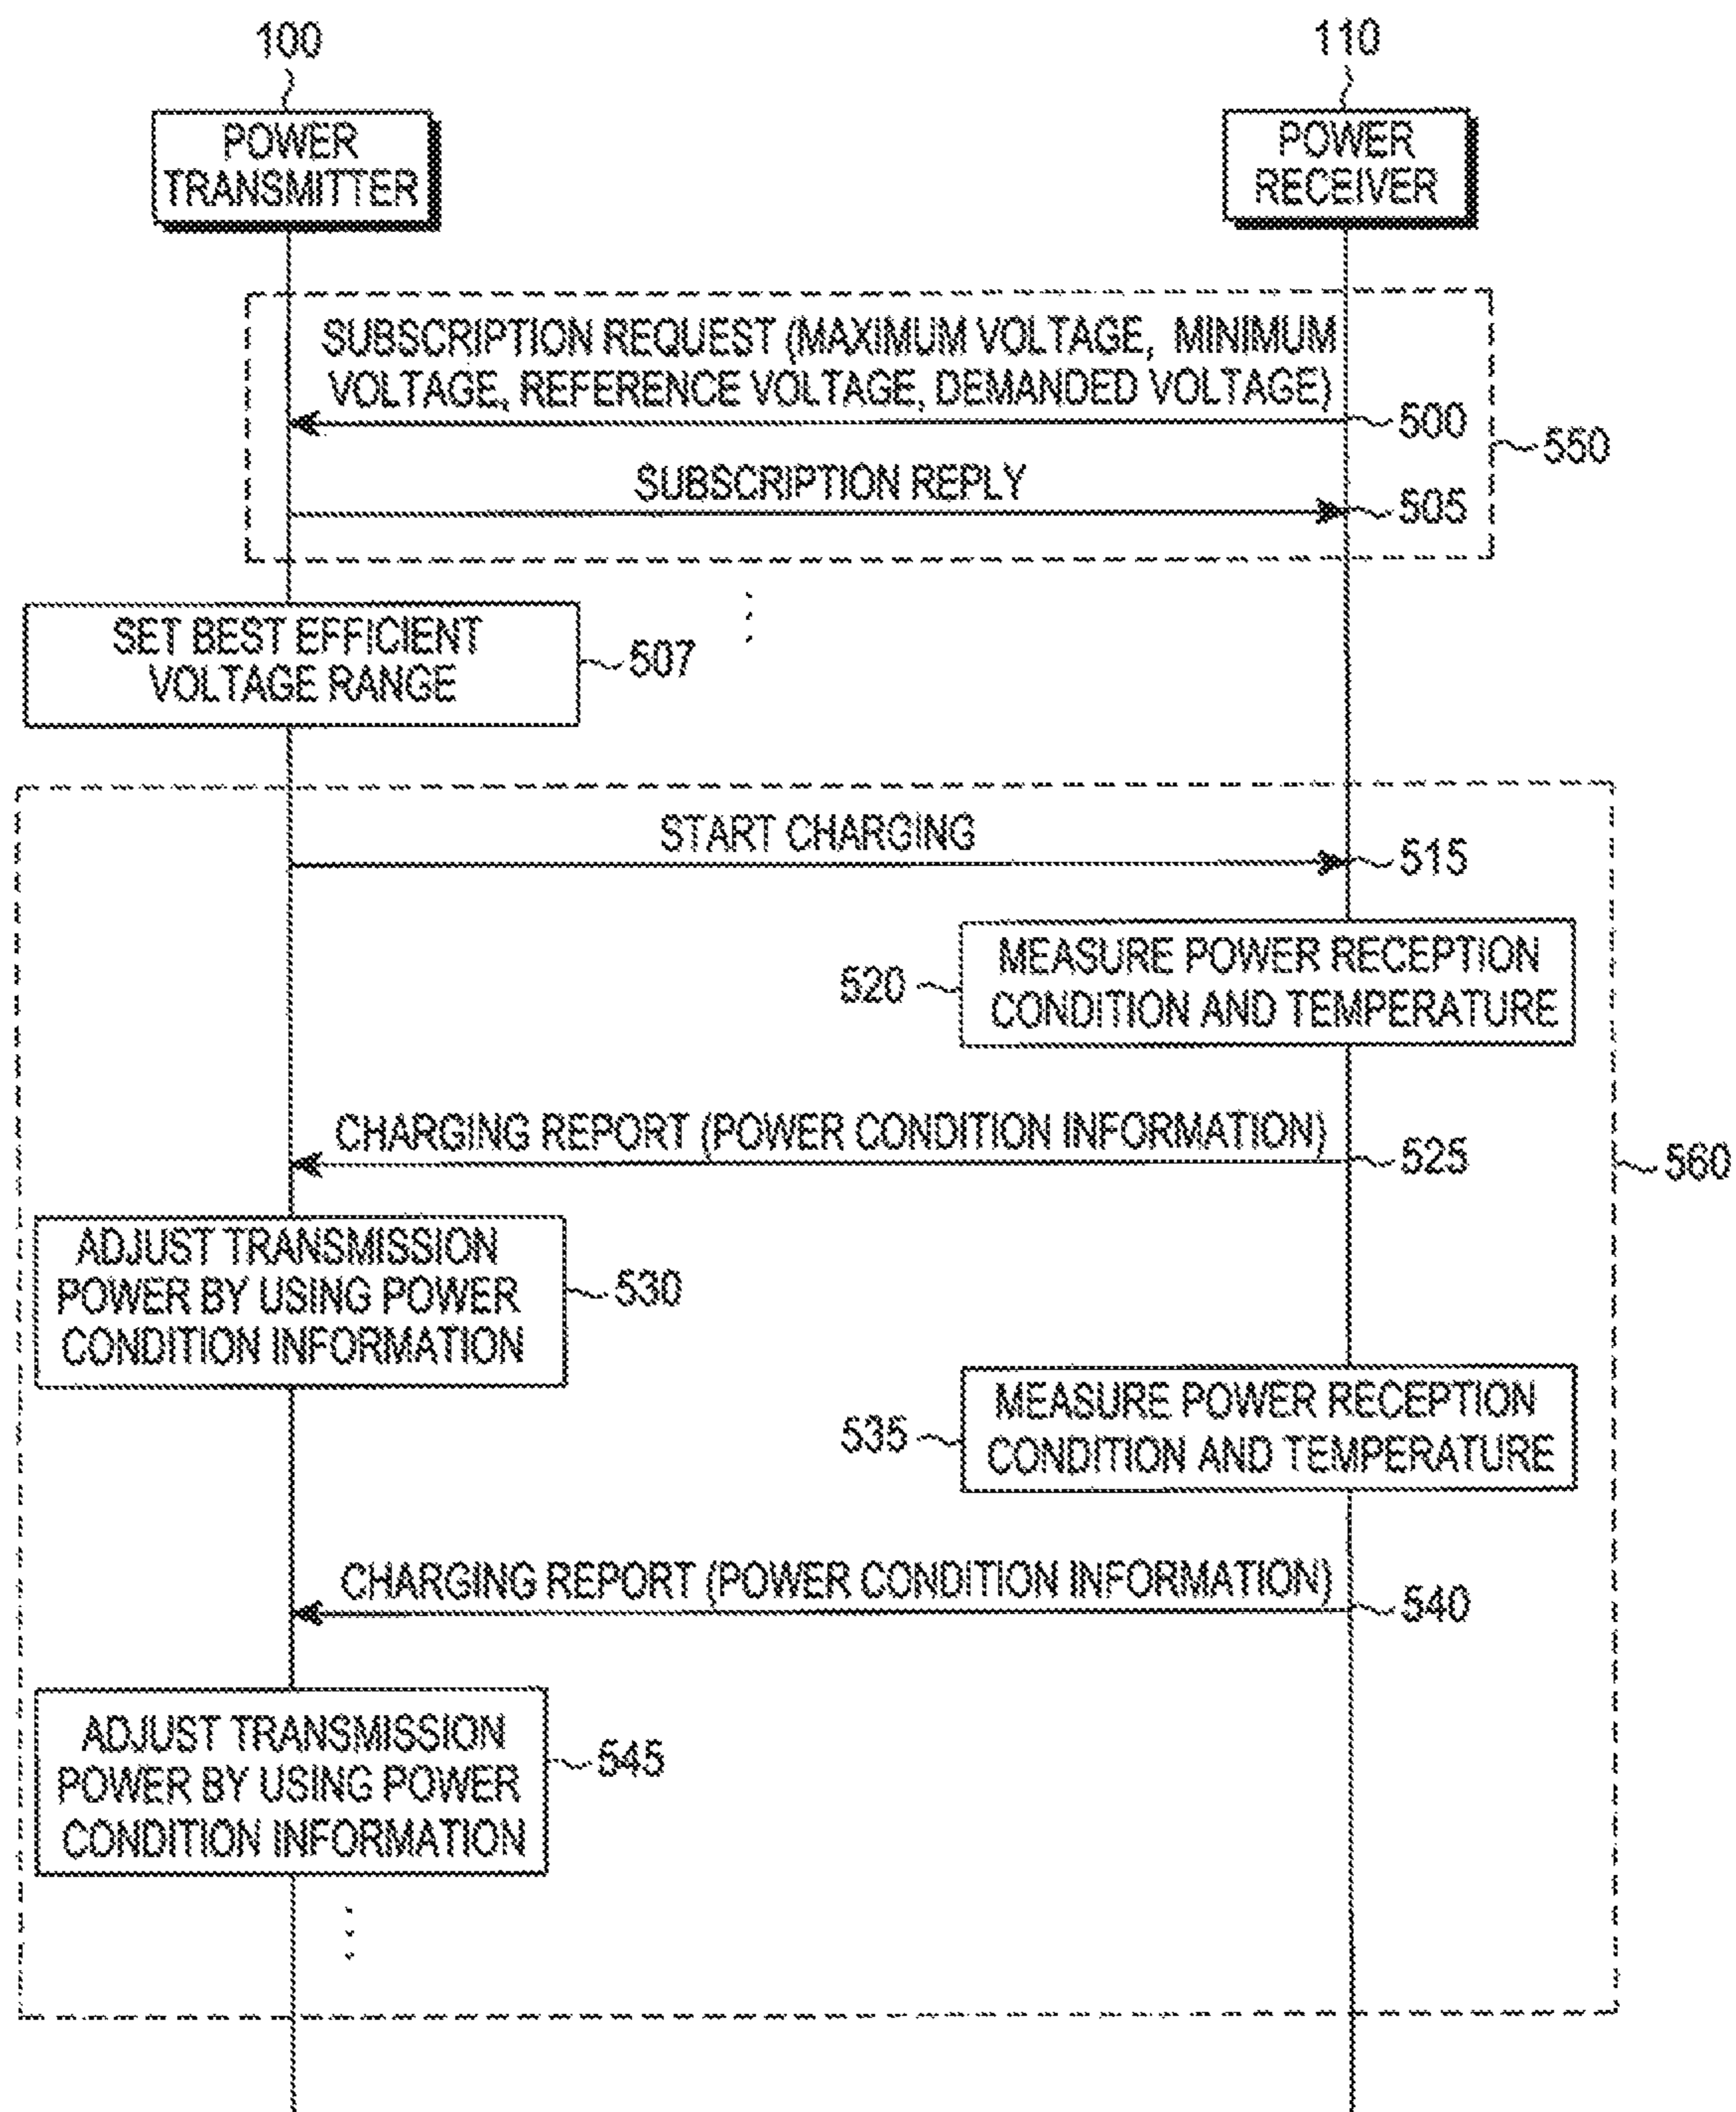 100
110
POWER
TRANSMITTER
POWER
RECEIVER
SUBSCRIPTION REQUEST (MAXIMUM VOLTAGE, MINIMUM
VOLTAGE, REFERENCE VOLTAGE, DEMANDED VOLTAGE)
500
550
SUBSCRIPTION REPLY
505
SET BEST EFFICIENT
VOLTAGE RANGE
507
START CHARGING
515
520
MEASURE POWER RECEPTION
CONDITION AND TEMPERATURE
CHARGING REPORT (POWER CONDITION INFORMATION)
525
560
ADJUST TRANSMISSION
POWER BY USING POWER
CONDITION INFORMATION
530
535
MEASURE POWER RECEPTION
CONDITION AND TEMPERATURE
CHARGING REPORT (POWER CONDITION INFORMATION)
540
ADJUST TRANSMISSION
POWER BY USING POWER
CONDITION INFORMATION
545